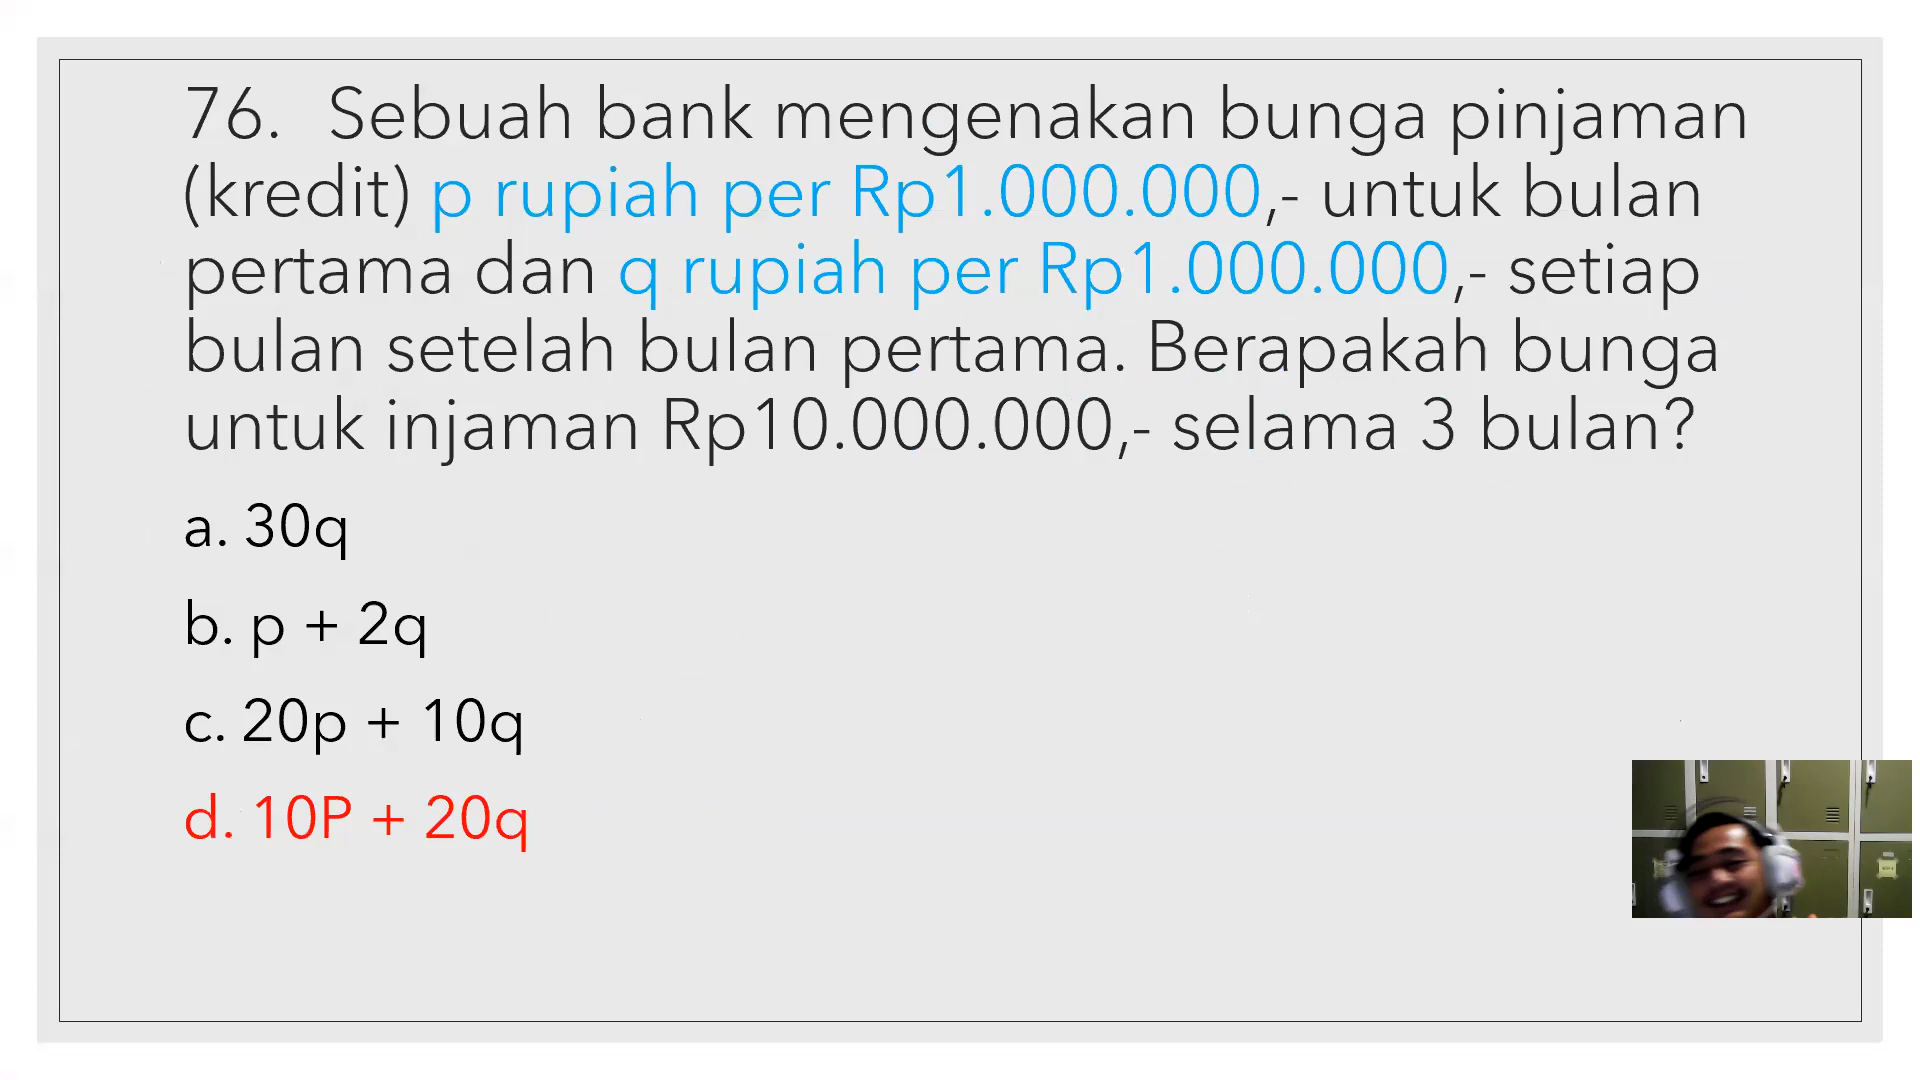 76. Sebuah bank mengenakan bunga pinjaman
(kredit) p rupiah per Rp1.000.000,- untuk bulan
pertama dan q rupiah per Rp1.000.000,- setiap
bulan setelah bulan pertama. Berapakah bunga
untuk injaman Rp10.000.000,- selama 3 bulan?
a. 30q
b. p + 2q
c. 20p + 10q
d. 10P + 20q